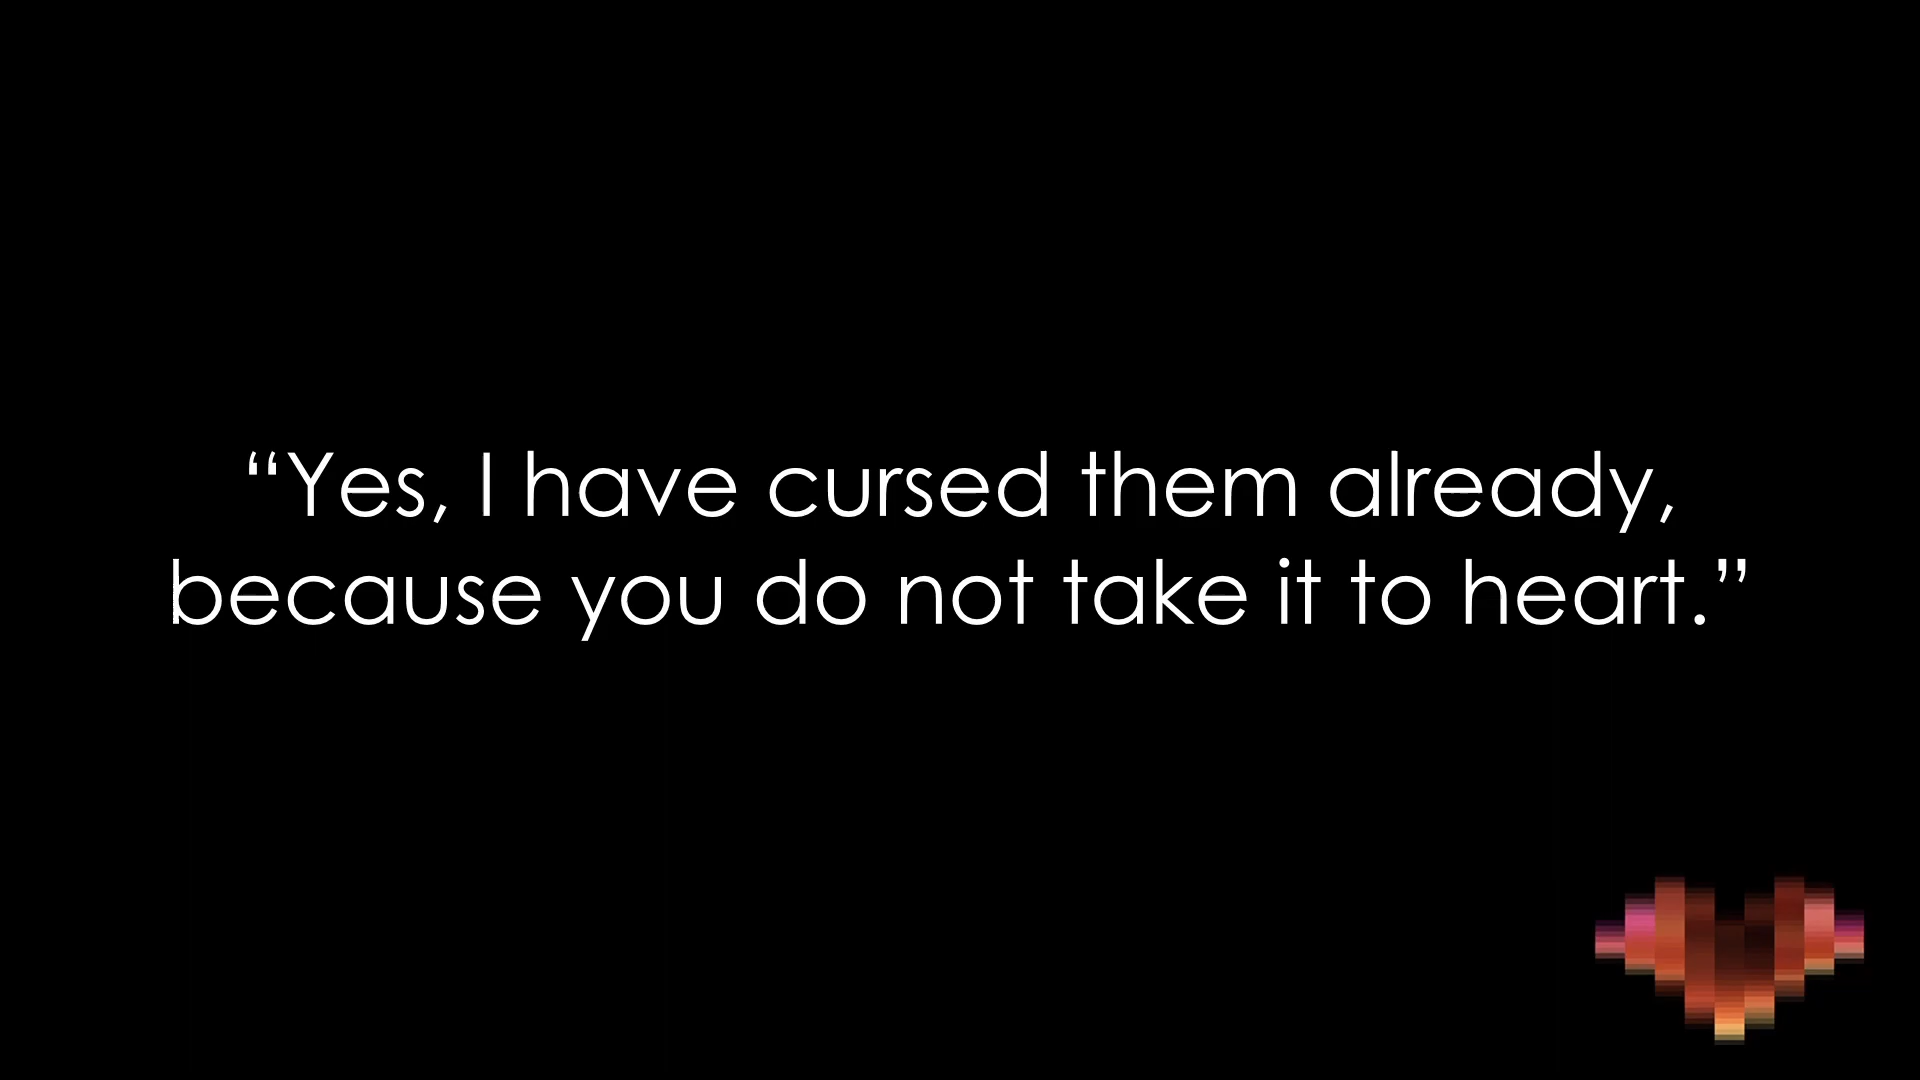 “Yes, I have cursed them already,
because you do not take it to heart.”